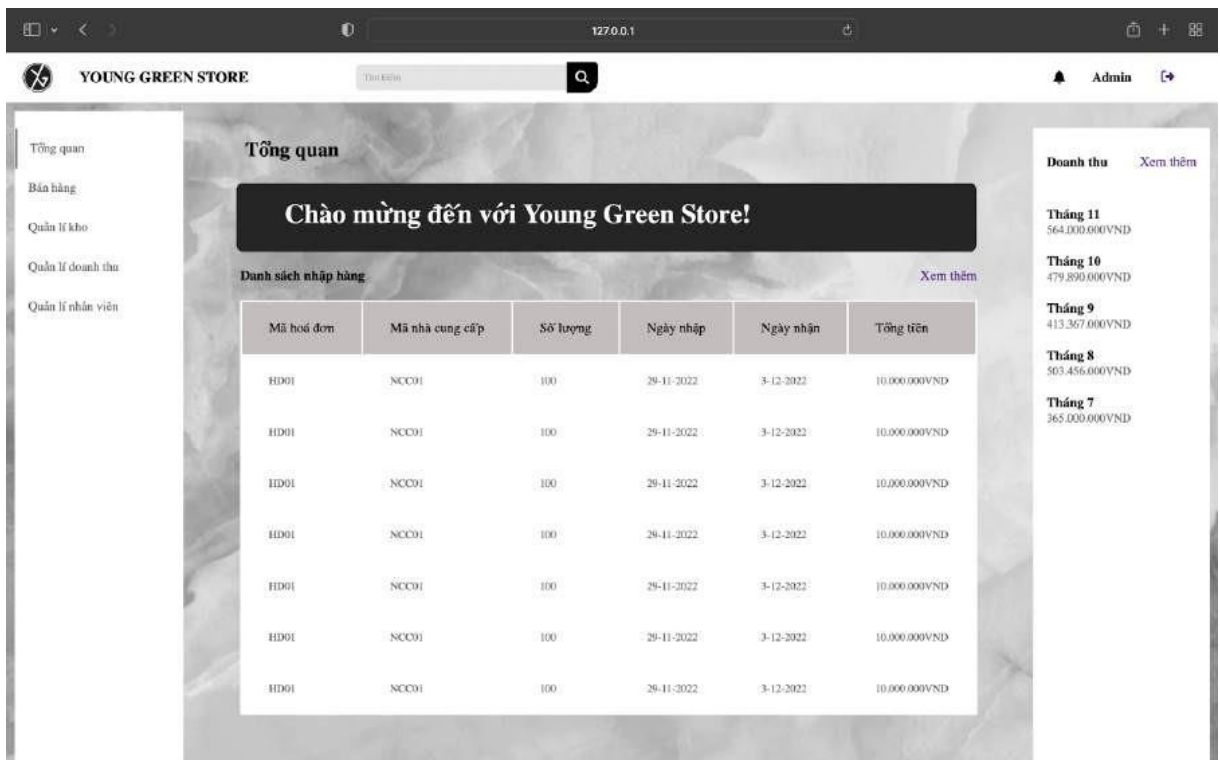 127.0.0.1
YOUNG GREEN STORE
Tìm kiếm
Admin
Tổng quan
Bán hàng
Quản lí kho
Quản lí doanh thu
Quản lí nhân viên
Tổng quan
Chào mừng đến với Young Green Store!
Danh sách nhập hàng Xem thêm
Mã hoá đơn Mã nhà cung cấp Số lượng Ngày nhập Ngày nhận Tổng tiền
HD01 NCC01 100 29-11-2022 3-12-2022 10.000.000VND
HD01 NCC01 100 29-11-2022 3-12-2022 10.000.000VND
HD01 NCC01 100 29-11-2022 3-12-2022 10.000.000VND
HD01 NCC01 100 29-11-2022 3-12-2022 10.000.000VND
HD01 NCC01 100 29-11-2022 3-12-2022 10.000.000VND
HD01 NCC01 100 29-11-2022 3-12-2022 10.000.000VND
HD01 NCC01 100 29-11-2022 3-12-2022 10.000.000VND
Doanh thu Xem thêm
Tháng 11
564.000.000VND
Tháng 10
479.890.000VND
Tháng 9
413.367.000VND
Tháng 8
503.456.000VND
Tháng 7
365.000.000VND